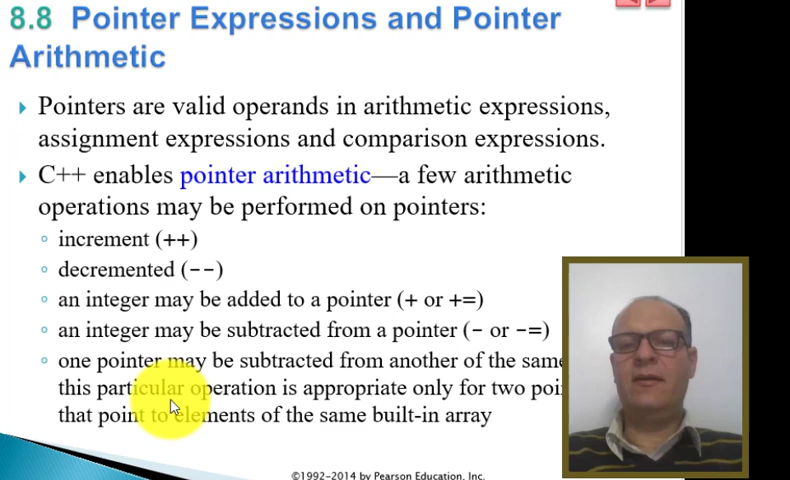 8.8 Pointer Expressions and Pointer
Arithmetic
Pointers are valid operands in arithmetic expressions,
assignment expressions and comparison expressions.
C++ enables pointer arithmetic—a few arithmetic
operations may be performed on pointers:
increment (++)
decremented (--)
an integer may be added to a pointer (+ or +=)
an integer may be subtracted from a pointer (- or -=)
one pointer may be subtracted from another of the same
this particular operation is appropriate only for two poi
that point to elements of the same built-in array
©1992-2014 by Pearson Education, Inc.